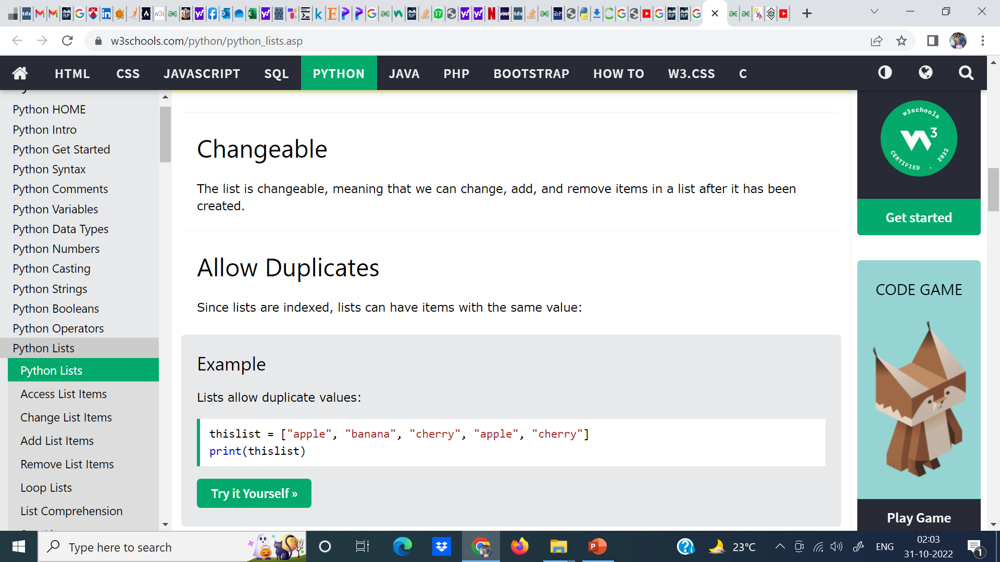 w3schools.com/python/python_lists.asp
HTML CSS JAVASCRIPT SQL PYTHON JAVA PHP BOOTSTRAP HOW TO W3.CSS C
Python HOME
Python Intro
Python Get Started
Python Syntax
Python Comments
Python Variables
Python Data Types
Python Numbers
Python Casting
Python Strings
Python Booleans
Python Operators
Python Lists
Python Lists
Access List Items
Change List Items
Add List Items
Remove List Items
Loop Lists
List Comprehension
Changeable
The list is changeable, meaning that we can change, add, and remove items in a list after it has been
created.
Allow Duplicates
Since lists are indexed, lists can have items with the same value:
Example
Lists allow duplicate values:
thislist = ["apple", "banana", "cherry", "apple", "cherry"]
print(thislist)
Try it Yourself »
w3schools
W3
CERTIFIED . 2022
Get started
CODE GAME
Play Game
Type here to search
23°C
ENG
02:03
31-10-2022
1